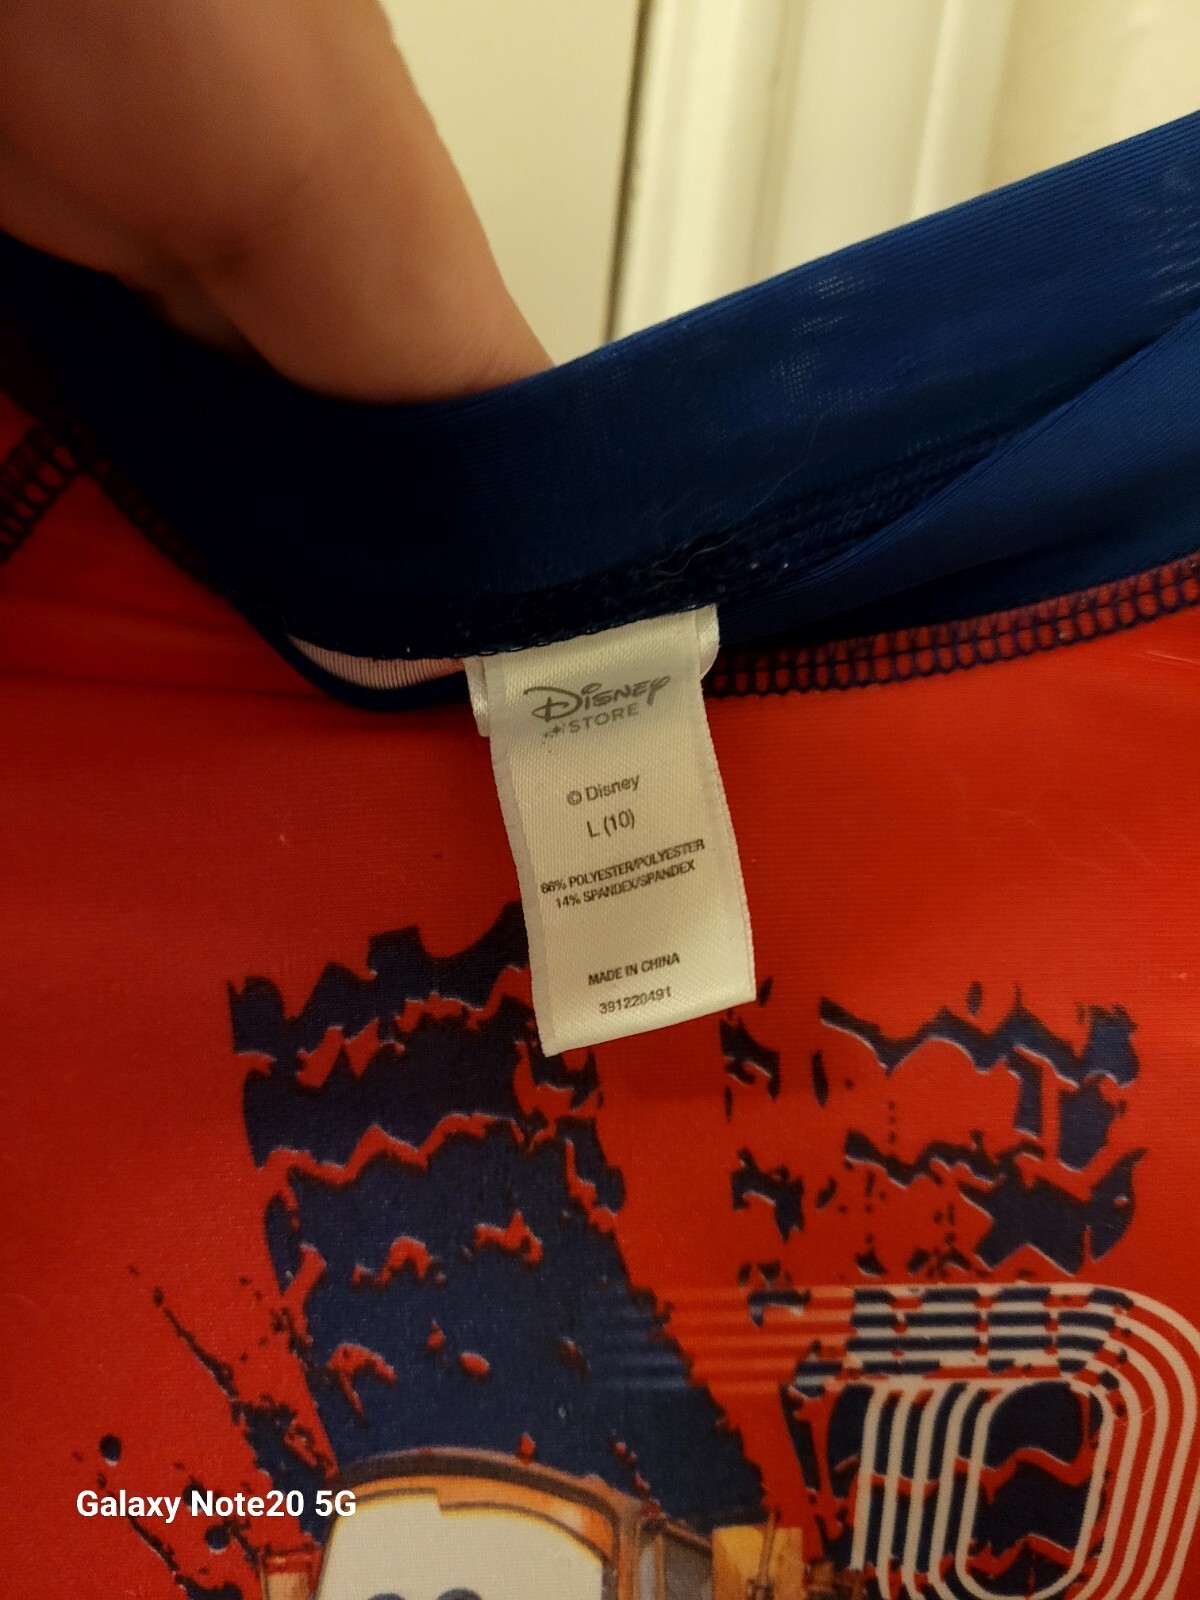 Disney
STORE
© Disney
L (10)
86% POLYESTER/POLYESTER
14% SPANDEX/SPANDEX
MADE IN CHINA
391220491
Galaxy Note20 5G